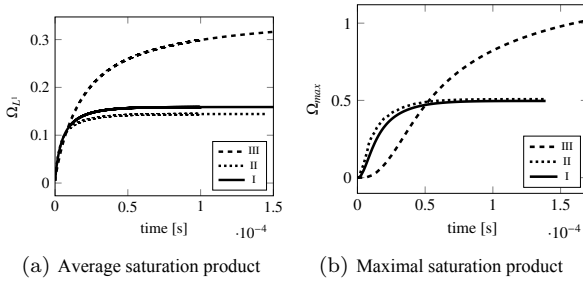 0.3
0.2
0.1
0
Ω_{L^1}
III
II
I
0 0.5 1 1.5
time [s]
·10^{-4}
(a) Average saturation product
1
0.5
0
Ω_{max}
III
II
I
0 0.5 1 1.5
time [s]
·10^{-4}
(b) Maximal saturation product